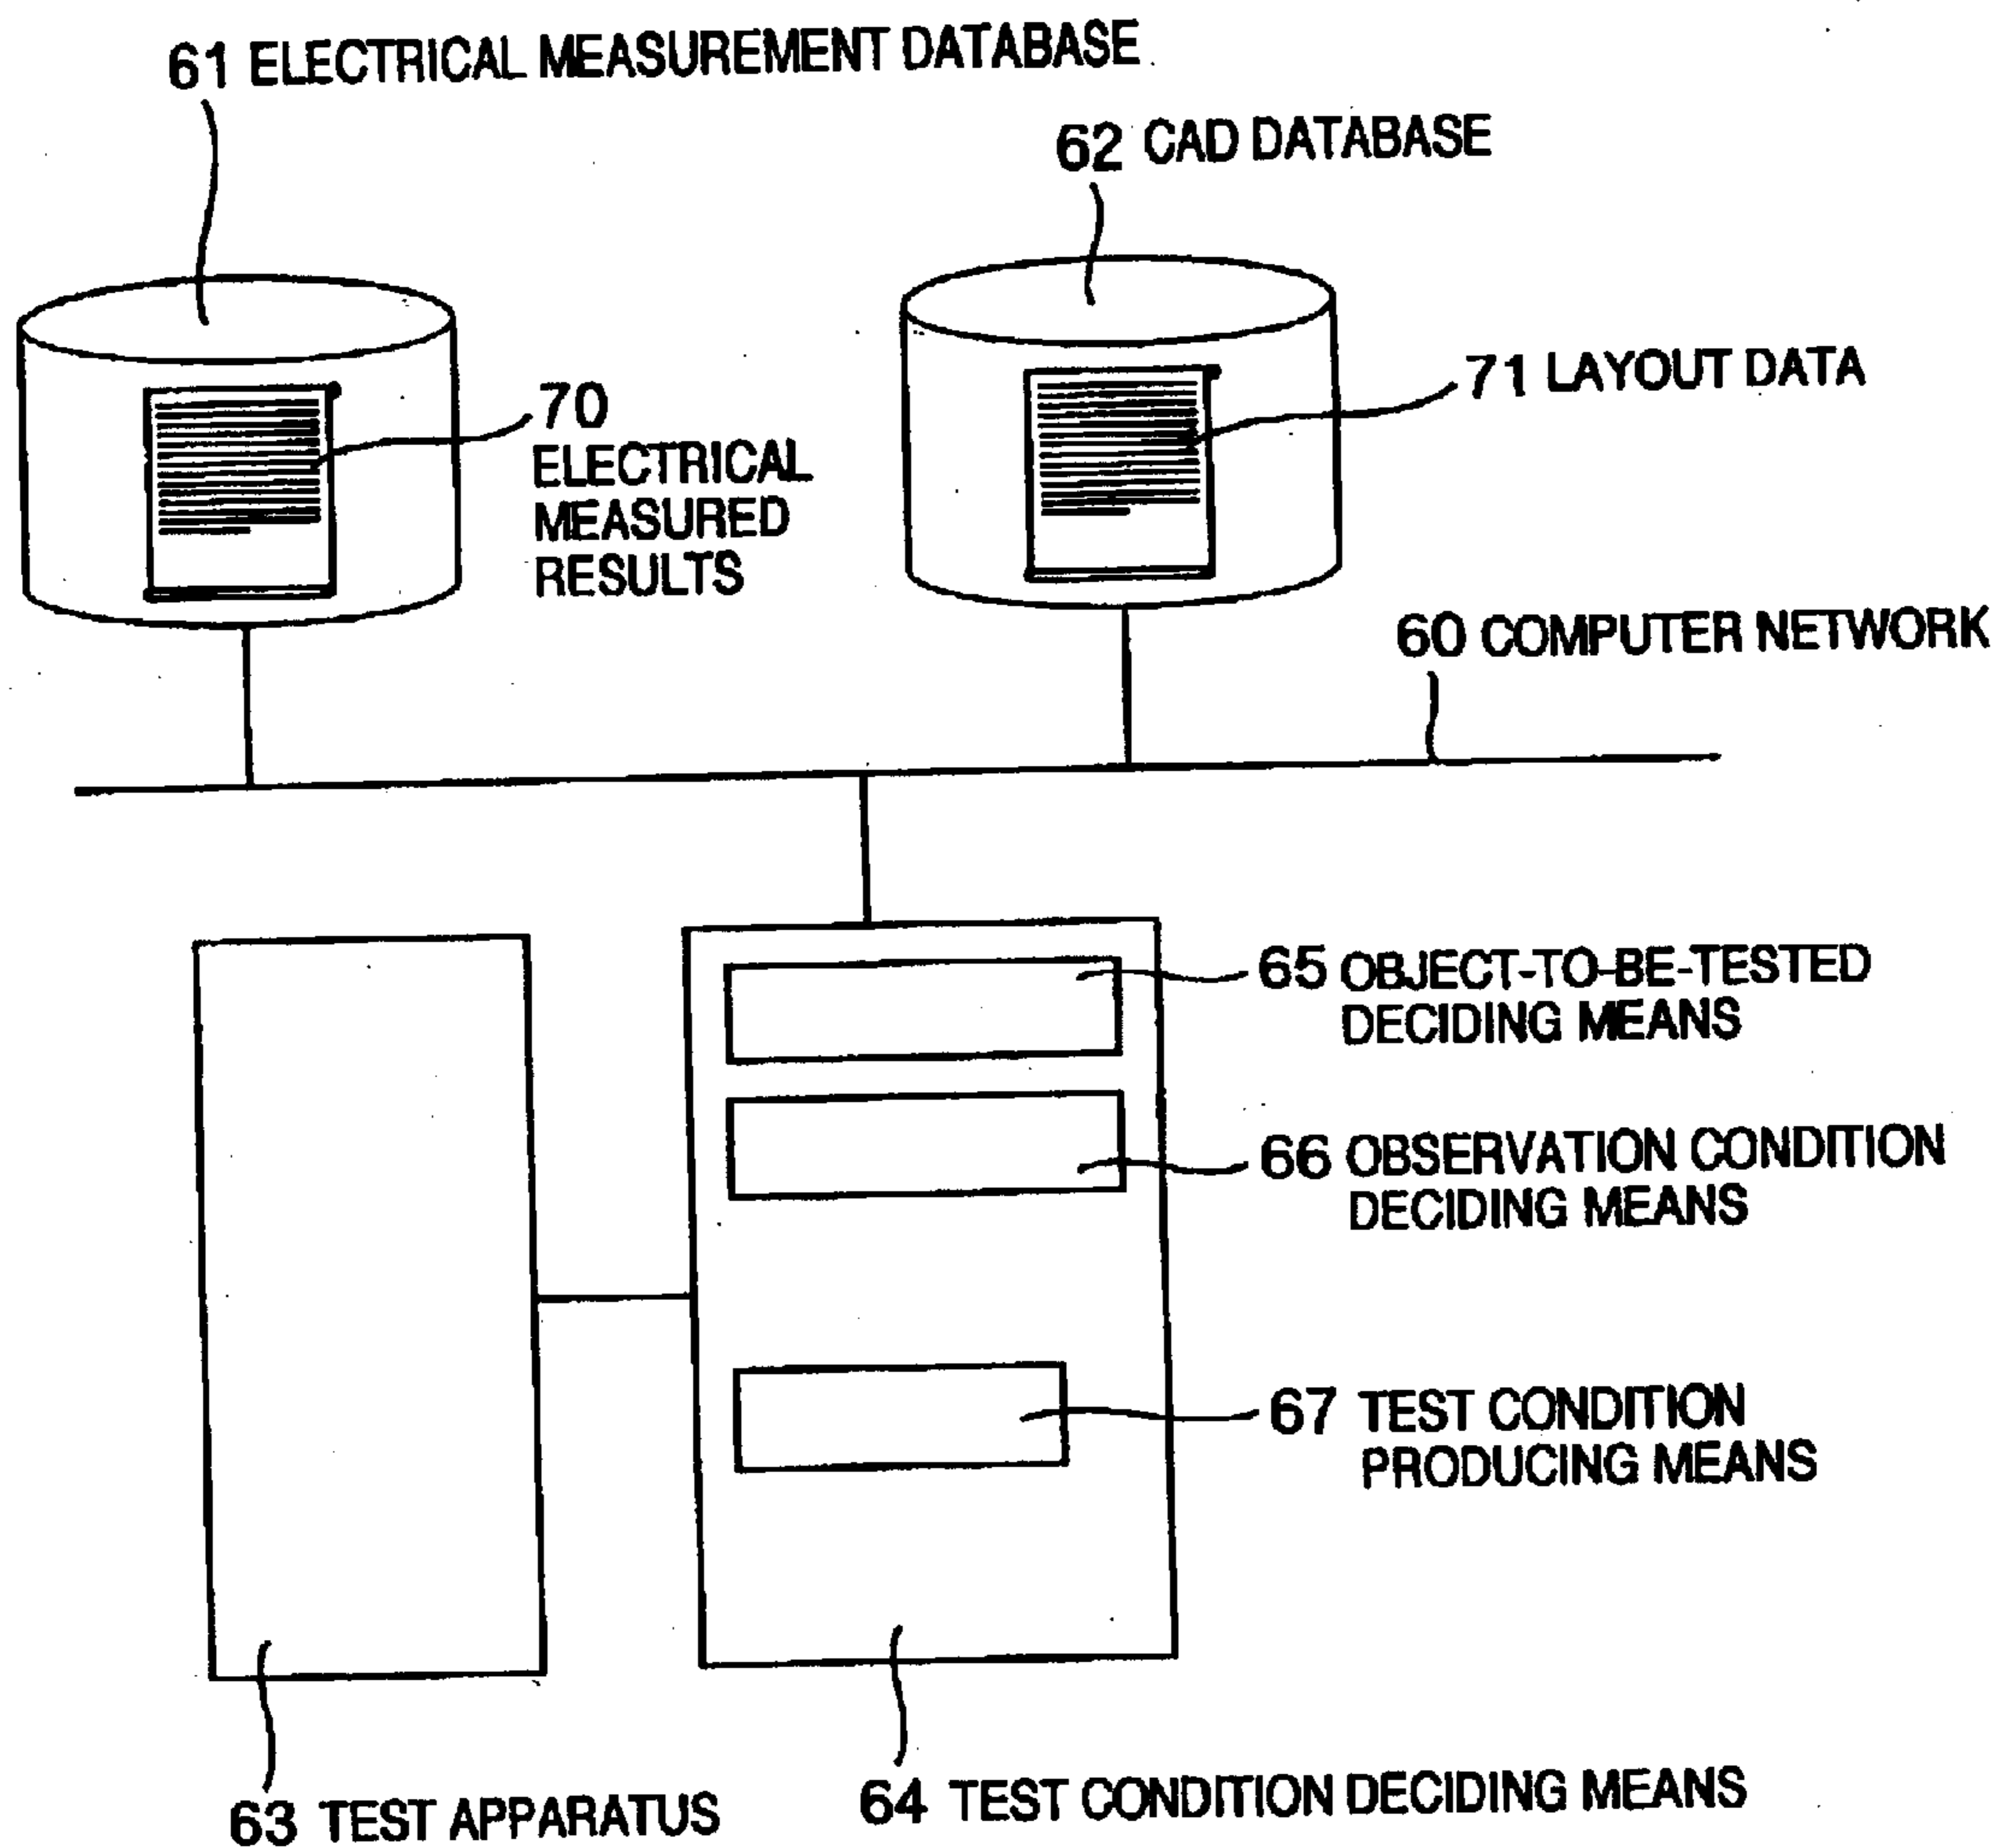 61 ELECTRICAL MEASUREMENT DATABASE
62 CAD DATABASE
71 LAYOUT DATA
70
ELECTRICAL
MEASURED
RESULTS
60 COMPUTER NETWORK
65 OBJECT-TO-BE-TESTED
DECIDING MEANS
66 OBSERVATION CONDITION
DECIDING MEANS
67 TEST CONDITION
PRODUCING MEANS
63 TEST APPARATUS
64 TEST CONDITION DECIDING MEANS